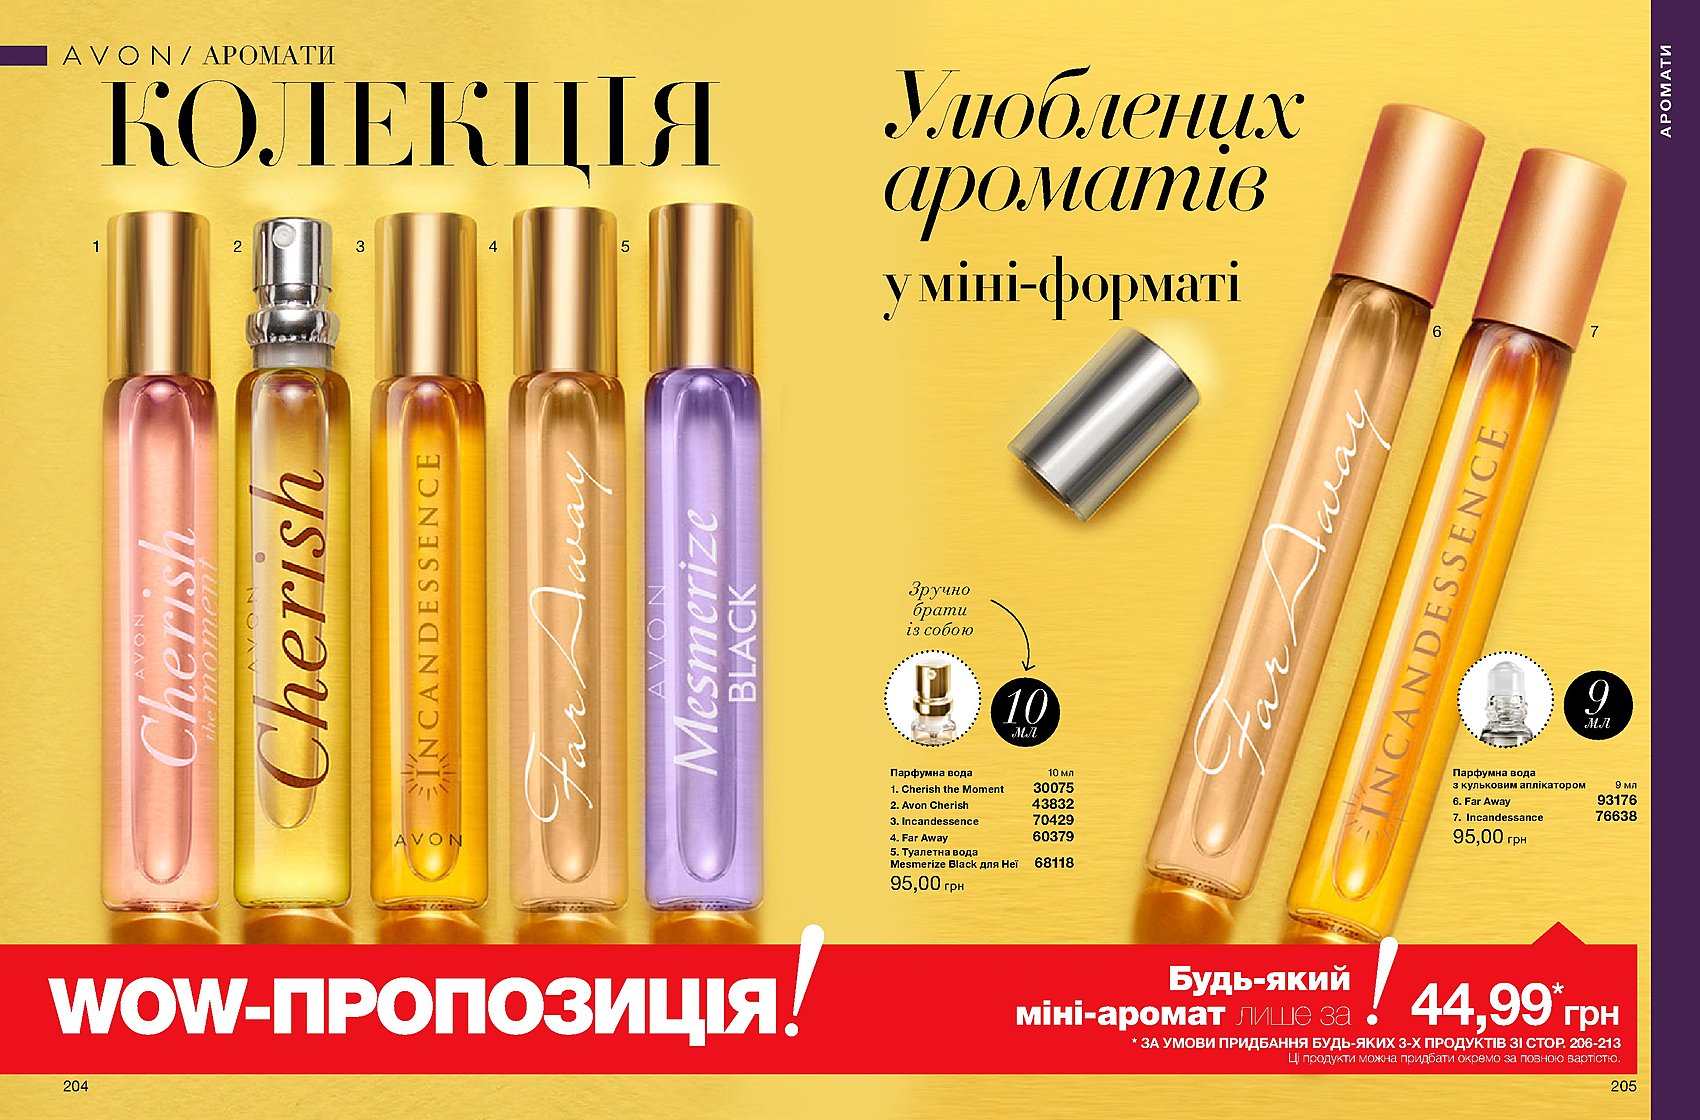 AVON / АРОМАТИ
КОЛЕКЦІЯ
1
2
3
4
5
AVON
Cherish
the moment
AVON
Cherish
INCANDESSENCE
AVON
Far Away
AVON
Mesmerize
BLACK
204
Улюблених
ароматів
у міні-форматі
АРОМАТИ
6
7
Far Away
INCANDESSENCE
Зручно
брати
із собою
10
МЛ
Парфумна вода 10 мл
1. Cherish the Moment 30075
2. Avon Cherish 43832
3. Incandessence 70429
4. Far Away 60379
5. Туалетна вода
Mesmerize Black для Неї 68118
95,00 грн
9
МЛ
Парфумна вода
з кульковим аплікатором 9 мл
6. Far Away 93176
7. Incandessance 76638
95,00 грн
WOW-ПРОПОЗИЦІЯ!
Будь-який
міні-аромат лише за ! 44,99* грн
* ЗА УМОВИ ПРИДБАННЯ БУДЬ-ЯКИХ 3-Х ПРОДУКТІВ ЗІ СТОР. 206-213
Ці продукти можна придбати окремо за повною вартістю.
205